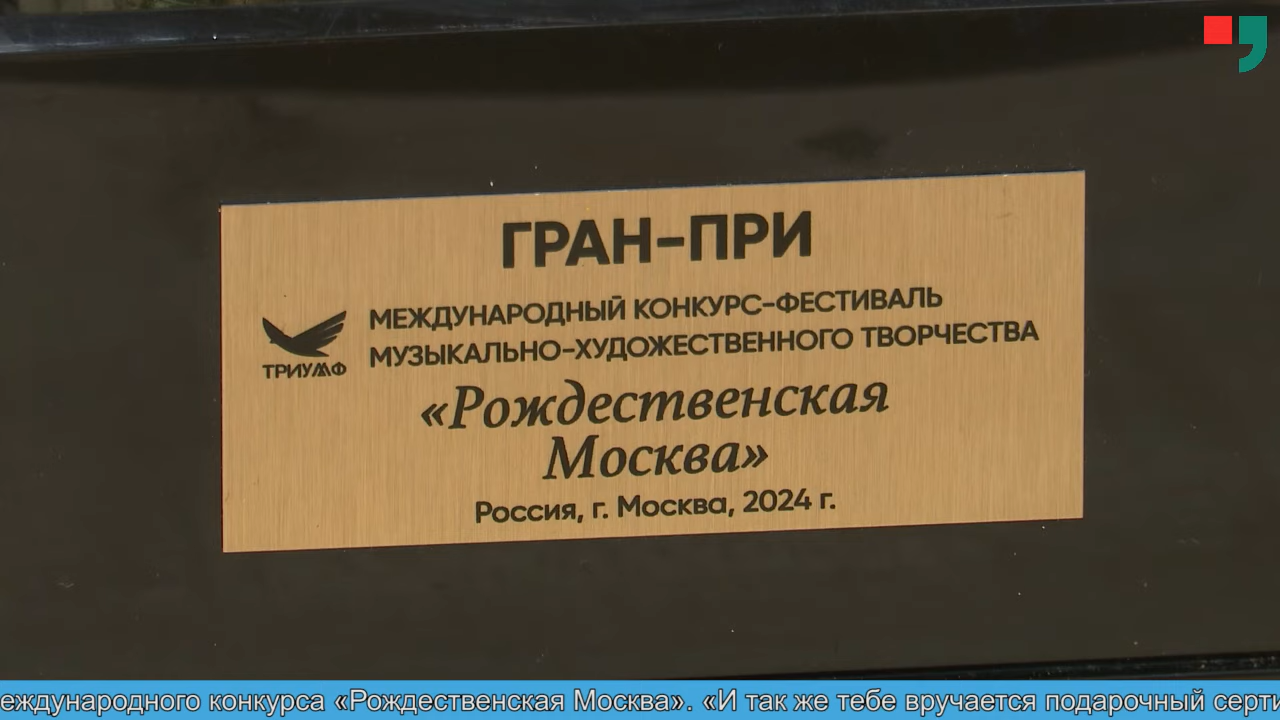 ГРАН-ПРИ
МЕЖДУНАРОДНЫЙ КОНКУРС-ФЕСТИВАЛЬ
МУЗЫКАЛЬНО-ХУДОЖЕСТВЕННОГО ТВОРЧЕСТВА
ТРИУМФ
«Рождественская
Москва»
Россия, г. Москва, 2024 г.
еждународного конкурса «Рождественская Москва». «И так же тебе вручается подарочный серти